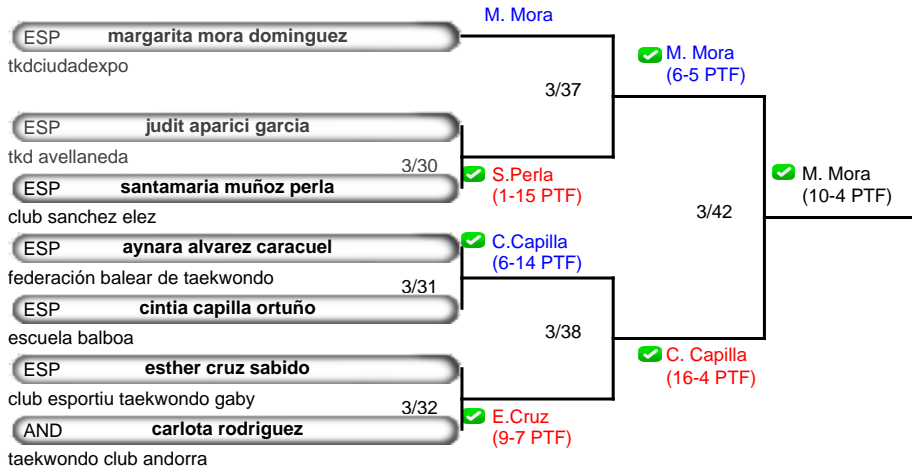 M. Mora
ESP margarita mora dominguez
tkdciudadexpo
M. Mora
(6-5 PTF)
3/37
ESP judit aparici garcia
tkd avellaneda
3/30
ESP santamaria muñoz perla
club sanchez elez
S.Perla
(1-15 PTF)
M. Mora
(10-4 PTF)
3/42
ESP aynara alvarez caracuel
federación balear de taekwondo
C.Capilla
(6-14 PTF)
3/31
ESP cintia capilla ortuño
escuela balboa
3/38
C. Capilla
(16-4 PTF)
ESP esther cruz sabido
club esportiu taekwondo gaby
3/32
AND carlota rodriguez
taekwondo club andorra
E.Cruz
(9-7 PTF)